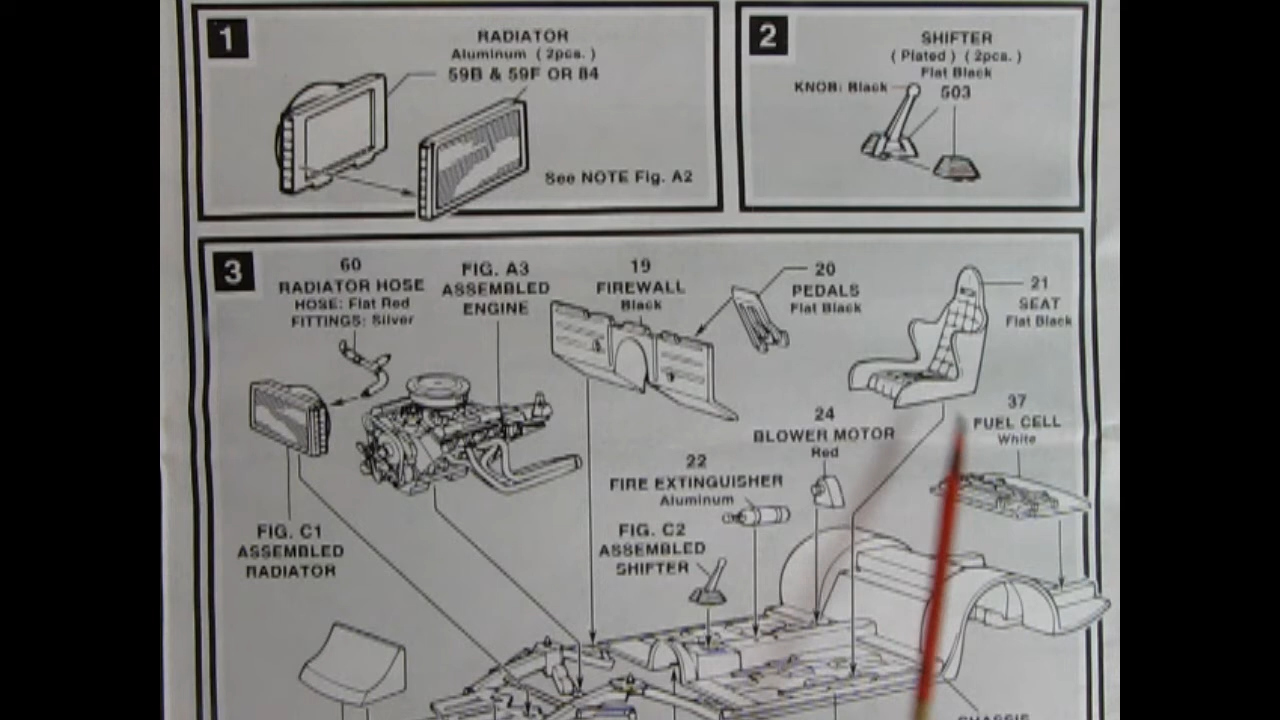 1
RADIATOR
Aluminum (2pcs.)
59B & 59F OR 84
See NOTE Fig. A2
2
SHIFTER
(Plated) (2pcs.)
Flat Black
KNOB: Black
503
3
60
RADIATOR HOSE
HOSE: Flat Red
FITTINGS: Silver
FIG. A3
ASSEMBLED
ENGINE
19
FIREWALL
Black
20
PEDALS
Flat Black
21
SEAT
Flat Black
24
BLOWER MOTOR
Red
37
FUEL CELL
White
22
FIRE EXTINGUISHER
Aluminum
FIG. C1
ASSEMBLED
RADIATOR
FIG. C2
ASSEMBLED
SHIFTER
CHASSIS